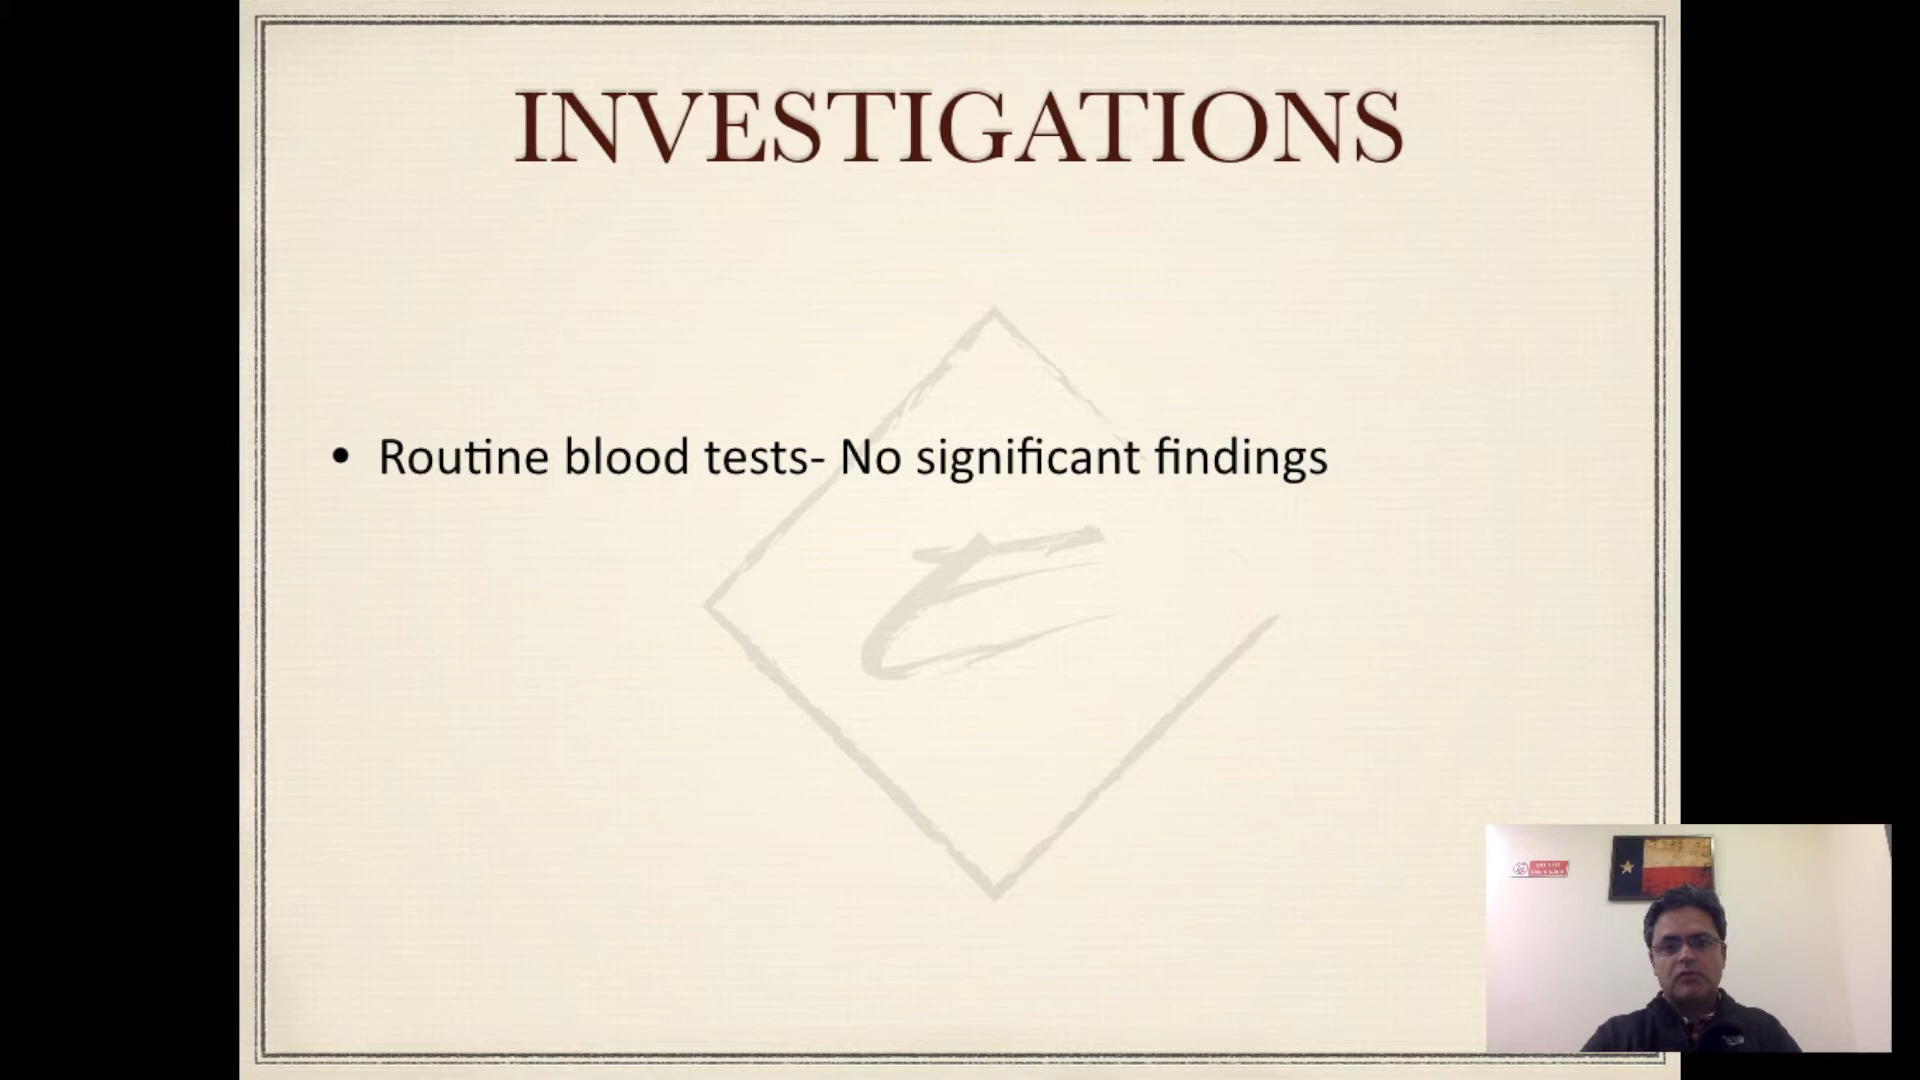 INVESTIGATIONS
• Routine blood tests- No significant findings